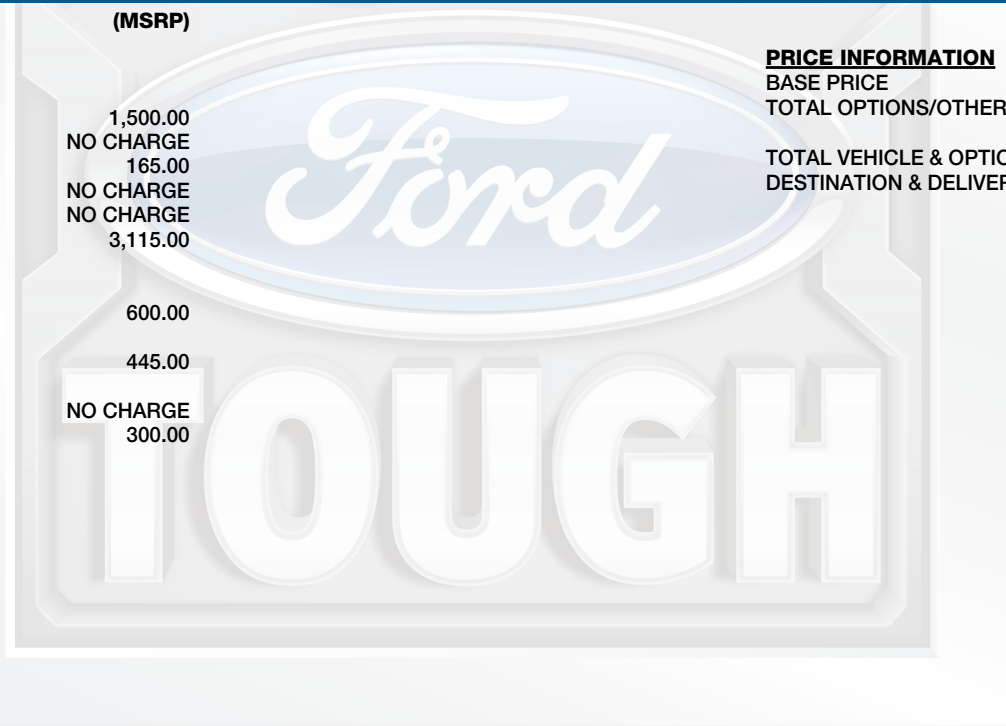 (MSRP)
1,500.00
NO CHARGE
165.00
NO CHARGE
NO CHARGE
3,115.00
600.00
445.00
NO CHARGE
300.00
PRICE INFORMATION
BASE PRICE
TOTAL OPTIONS/OTHER
TOTAL VEHICLE & OPTIO
DESTINATION & DELIVER
Ford
TOUGH